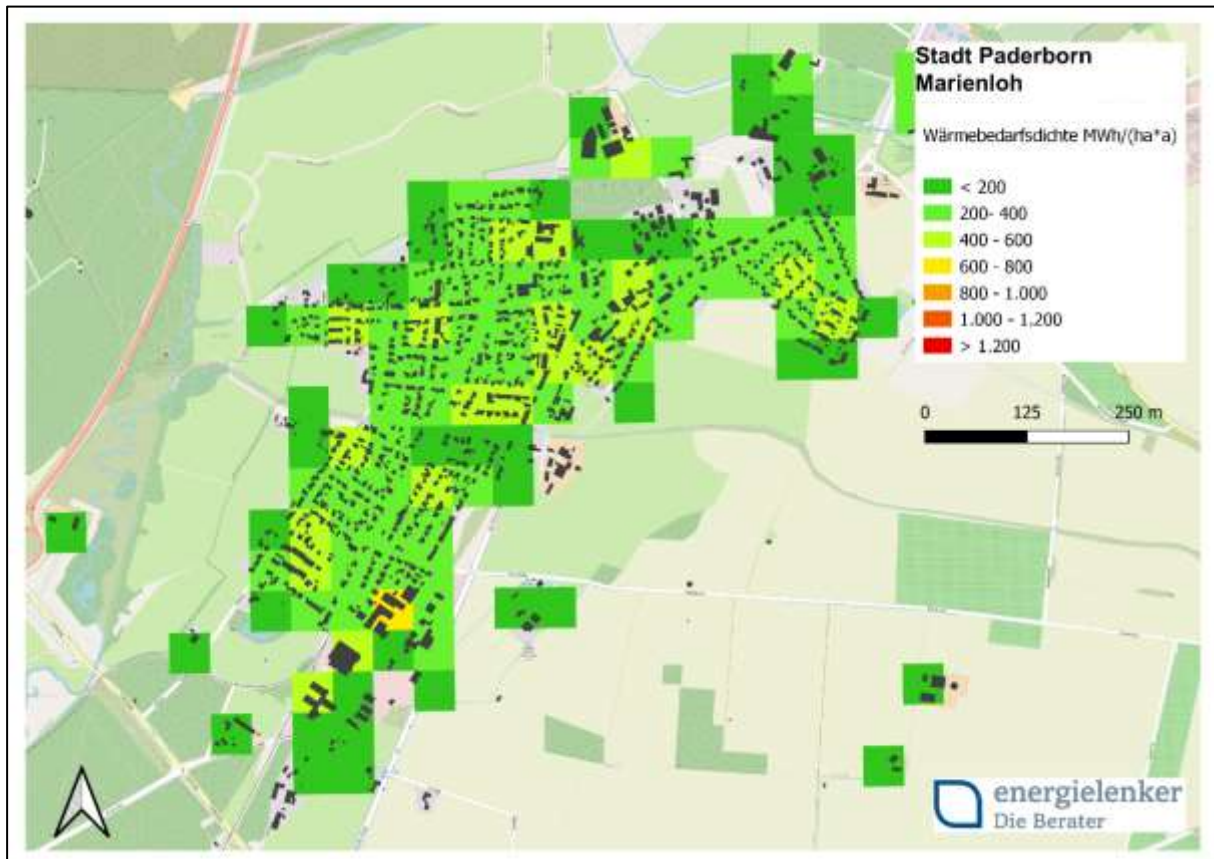 Stadt Paderborn
Marienloh
Wärmebedarfsdichte MWh/(ha*a)
< 200
200- 400
400 - 600
600 - 800
800 - 1.000
1.000 - 1.200
> 1.200
0 125 250 m
energielenker
Die Berater